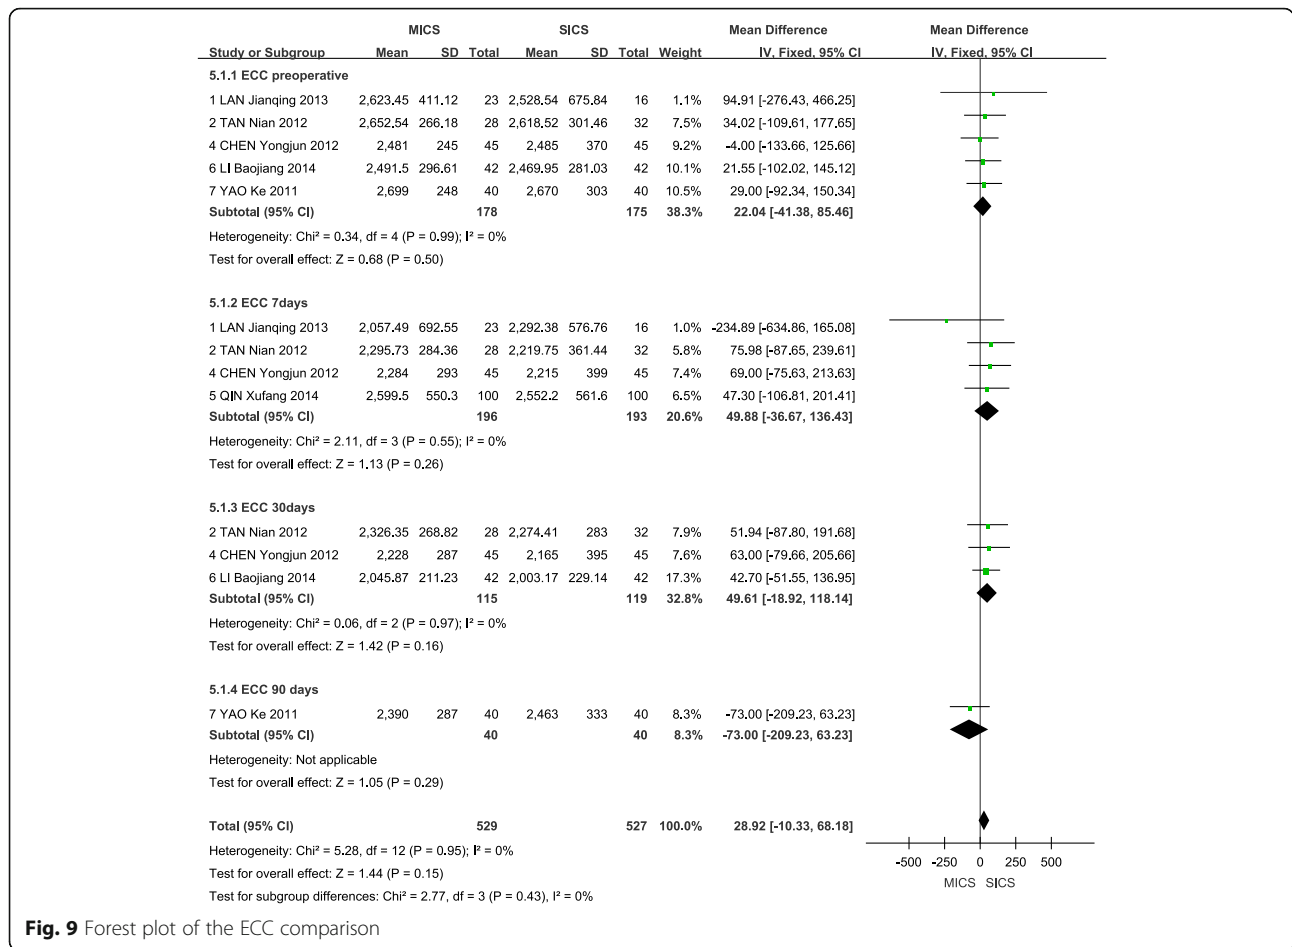 MICS SICS Mean Difference Mean Difference
Study or Subgroup Mean SD Total Mean SD Total Weight IV, Fixed, 95% CI IV, Fixed, 95% CI
5.1.1 ECC preoperative
1 LAN Jianqing 2013 2,623.45 411.12 23 2,528.54 675.84 16 1.1% 94.91 [-276.43, 466.25]
2 TAN Nian 2012 2,652.54 266.18 28 2,618.52 301.46 32 7.5% 34.02 [-109.61, 177.65]
4 CHEN Yongjun 2012 2,481 245 45 2,485 370 45 9.2% -4.00 [-133.66, 125.66]
6 LI Baojiang 2014 2,491.5 296.61 42 2,469.95 281.03 42 10.1% 21.55 [-102.02, 145.12]
7 YAO Ke 2011 2,699 248 40 2,670 303 40 10.5% 29.00 [-92.34, 150.34]
Subtotal (95% CI) 178 175 38.3% 22.04 [-41.38, 85.46]
Heterogeneity: Chi² = 0.34, df = 4 (P = 0.99); I² = 0%
Test for overall effect: Z = 0.68 (P = 0.50)
5.1.2 ECC 7days
1 LAN Jianqing 2013 2,057.49 692.55 23 2,292.38 576.76 16 1.0% -234.89 [-634.86, 165.08]
2 TAN Nian 2012 2,295.73 284.36 28 2,219.75 361.44 32 5.8% 75.98 [-87.65, 239.61]
4 CHEN Yongjun 2012 2,284 293 45 2,215 399 45 7.4% 69.00 [-75.63, 213.63]
5 QIN Xufang 2014 2,599.5 550.3 100 2,552.2 561.6 100 6.5% 47.30 [-106.81, 201.41]
Subtotal (95% CI) 196 193 20.6% 49.88 [-36.67, 136.43]
Heterogeneity: Chi² = 2.11, df = 3 (P = 0.55); I² = 0%
Test for overall effect: Z = 1.13 (P = 0.26)
5.1.3 ECC 30days
2 TAN Nian 2012 2,326.35 268.82 28 2,274.41 283 32 7.9% 51.94 [-87.80, 191.68]
4 CHEN Yongjun 2012 2,228 287 45 2,165 395 45 7.6% 63.00 [-79.66, 205.66]
6 LI Baojiang 2014 2,045.87 211.23 42 2,003.17 229.14 42 17.3% 42.70 [-51.55, 136.95]
Subtotal (95% CI) 115 119 32.8% 49.61 [-18.92, 118.14]
Heterogeneity: Chi² = 0.06, df = 2 (P = 0.97); I² = 0%
Test for overall effect: Z = 1.42 (P = 0.16)
5.1.4 ECC 90 days
7 YAO Ke 2011 2,390 287 40 2,463 333 40 8.3% -73.00 [-209.23, 63.23]
Subtotal (95% CI) 40 40 8.3% -73.00 [-209.23, 63.23]
Heterogeneity: Not applicable
Test for overall effect: Z = 1.05 (P = 0.29)
Total (95% CI) 529 527 100.0% 28.92 [-10.33, 68.18]
Heterogeneity: Chi² = 5.28, df = 12 (P = 0.95); I² = 0%
Test for overall effect: Z = 1.44 (P = 0.15)
Test for subgroup differences: Chi² = 2.77, df = 3 (P = 0.43), I² = 0%
-500 -250 0 250 500
MICS SICS
Fig. 9 Forest plot of the ECC comparison